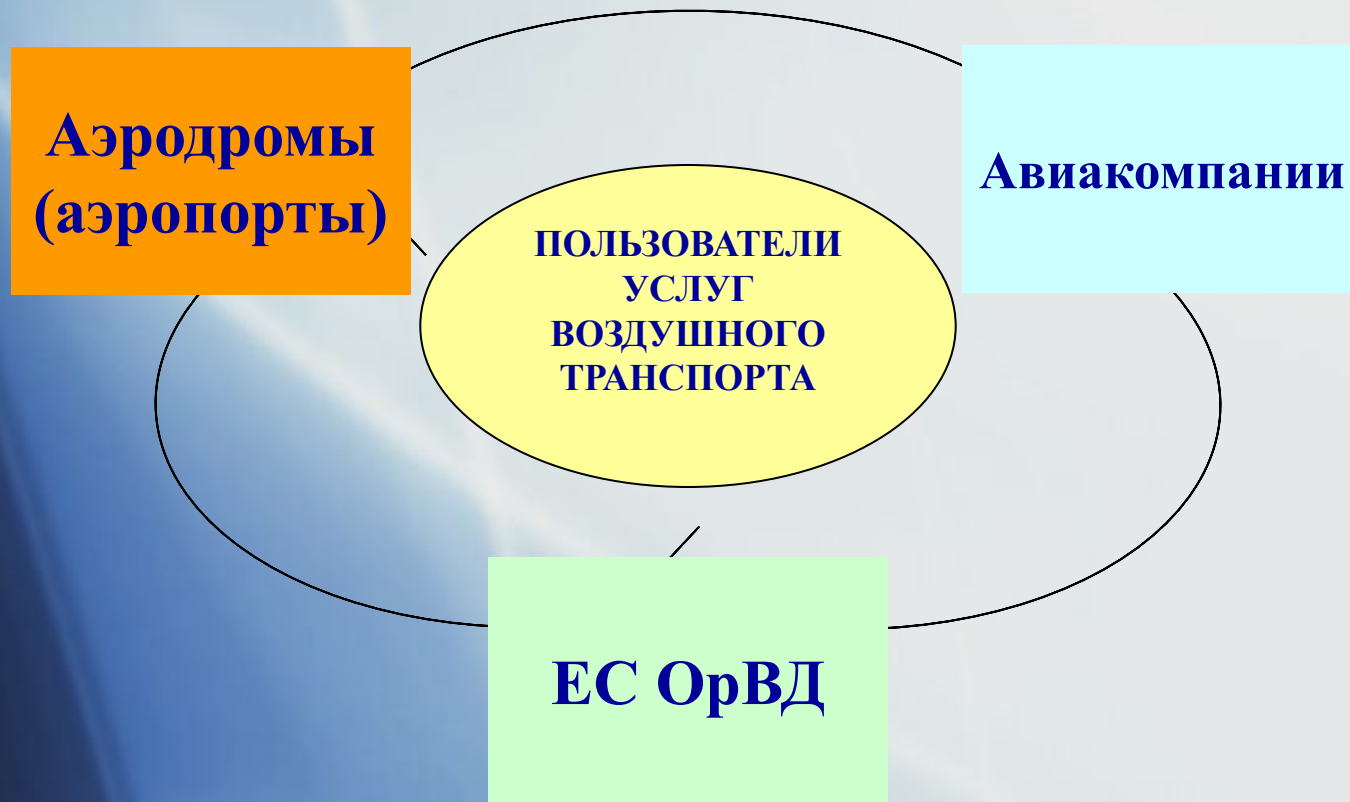 Аэродромы
(аэропорты)
Авиакомпании
ПОЛЬЗОВАТЕЛИ
УСЛУГ
ВОЗДУШНОГО
ТРАНСПОРТА
ЕС ОрВД